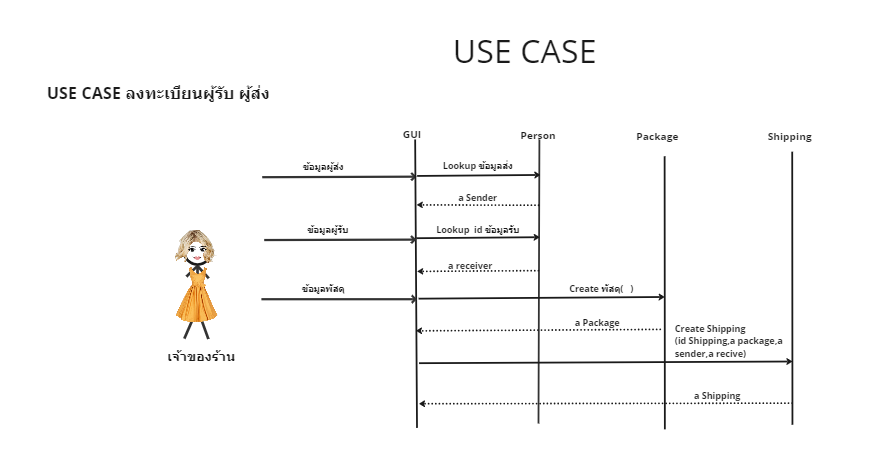 USE CASE
USE CASE ลงทะเบียนผู้รับ ผู้ส่ง
GUI
Person
Package
Shipping
ข้อมูลผู้ส่ง
Lookup ข้อมูลส่ง
a Sender
ข้อมูลผู้รับ
Lookup id ข้อมูลรับ
a receiver
ข้อมูลพัสดุ
Create พัสดุ( )
a Package
Create Shipping
(id Shipping,a package,a
sender,a recive)
เจ้าของร้าน
a Shipping